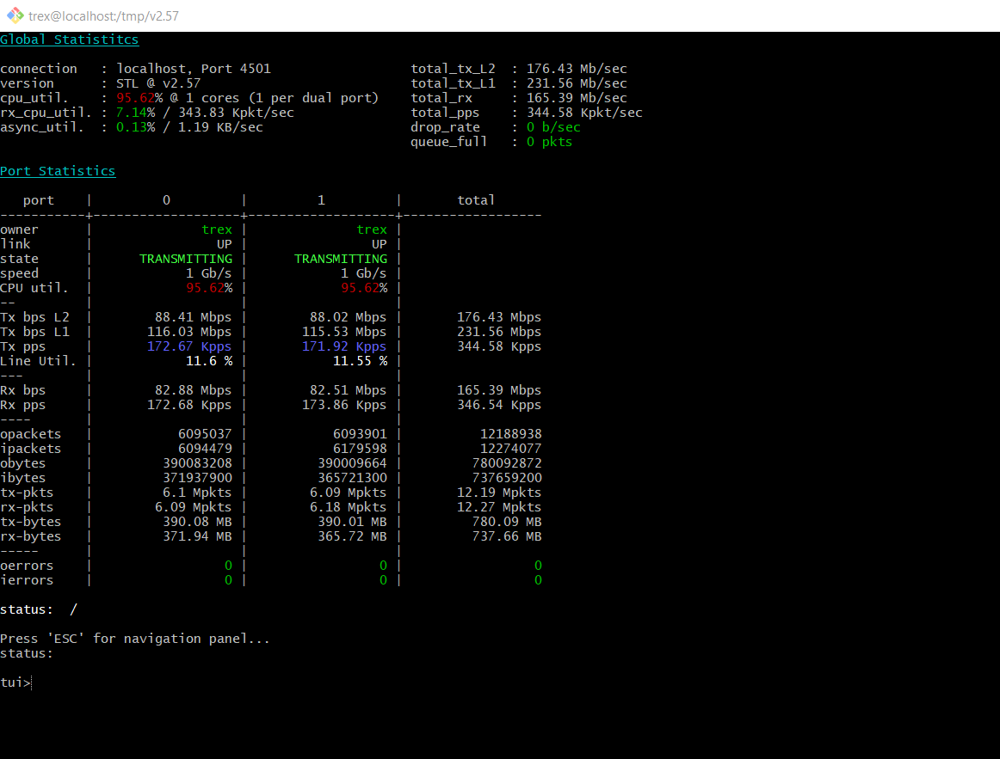 trex@localhost:/tmp/v2.57
Global Statistitcs
connection   : localhost, Port 4501                  total_tx_L2  : 176.43 Mb/sec
version      : STL @ v2.57                           total_tx_L1  : 231.56 Mb/sec
cpu_util.    : 95.62% @ 1 cores (1 per dual port)    total_rx     : 165.39 Mb/sec
rx_cpu_util. : 7.14% / 343.83 Kpkt/sec               total_pps    : 344.58 Kpkt/sec
async_util.  : 0.13% / 1.19 KB/sec                   drop_rate    : 0 b/sec
                                                     queue_full   : 0 pkts
Port Statistics
   port    |         0         |         1         |       total
-----------+-------------------+-------------------+------------------
owner      |              trex |              trex |
link       |                UP |                UP |
state      |      TRANSMITTING |      TRANSMITTING |
speed      |            1 Gb/s |            1 Gb/s |
CPU util.  |            95.62% |            95.62% |
--         |                   |                   |
Tx bps L2  |        88.41 Mbps |        88.02 Mbps |       176.43 Mbps
Tx bps L1  |       116.03 Mbps |       115.53 Mbps |       231.56 Mbps
Tx pps     |       172.67 Kpps |       171.92 Kpps |       344.58 Kpps
Line Util. |            11.6 % |           11.55 % |
---        |                   |                   |
Rx bps     |        82.88 Mbps |        82.51 Mbps |       165.39 Mbps
Rx pps     |       172.68 Kpps |       173.86 Kpps |       346.54 Kpps
----       |                   |                   |
opackets   |           6095037 |           6093901 |          12188938
ipackets   |           6094479 |           6179598 |          12274077
obytes     |         390083208 |         390009664 |         780092872
ibytes     |         371937900 |         365721300 |         737659200
tx-pkts    |         6.1 Mpkts |        6.09 Mpkts |       12.19 Mpkts
rx-pkts    |        6.09 Mpkts |        6.18 Mpkts |       12.27 Mpkts
tx-bytes   |         390.08 MB |         390.01 MB |         780.09 MB
rx-bytes   |         371.94 MB |         365.72 MB |         737.66 MB
-----      |                   |                   |
oerrors    |                 0 |                 0 |                 0
ierrors    |                 0 |                 0 |                 0
status:  /
Press 'ESC' for navigation panel...
status:
tui>